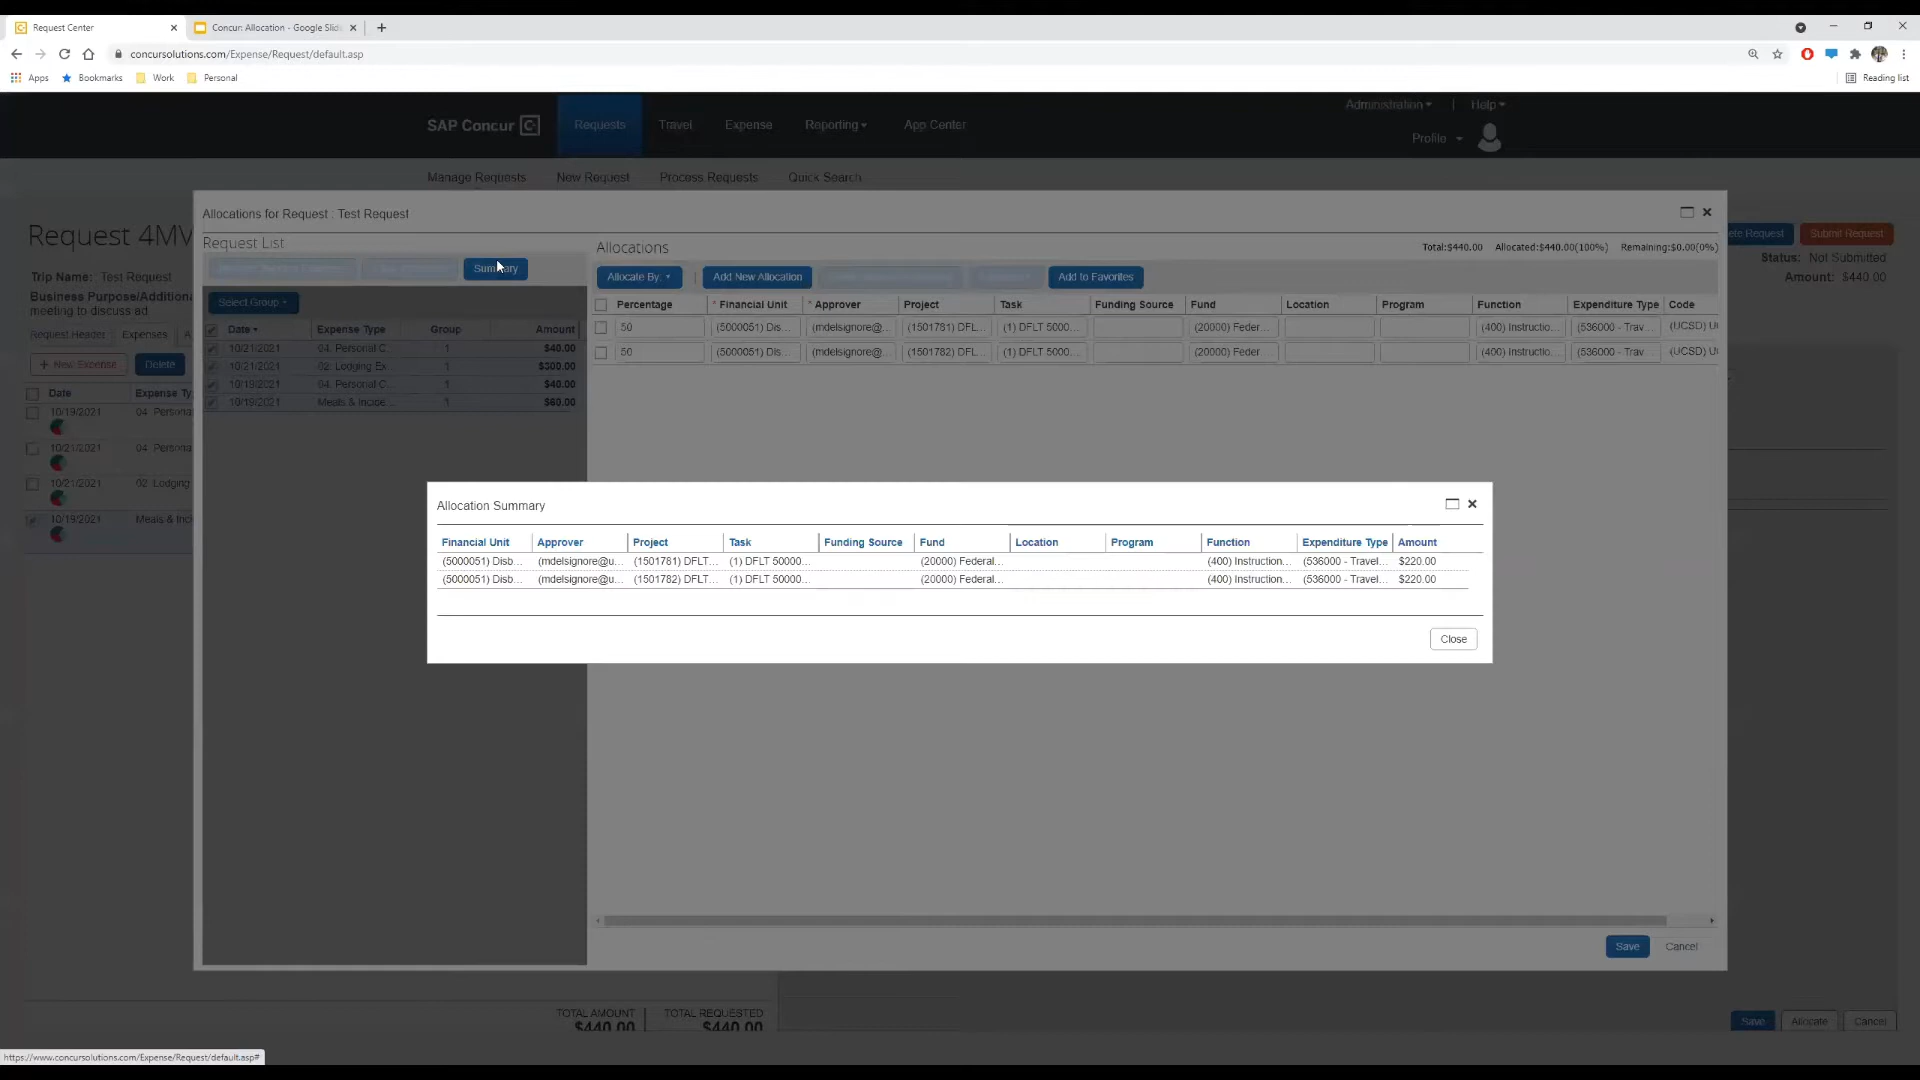 Request Center
Concur: Allocation - Google Slide
concursolutions.com/Expense/Request/default.asp
Apps
Bookmarks
Work
Personal
Reading list
SAP Concur
Requests
Travel
Expense
Reporting
App Center
Administration
Help
Profile
Manage Requests
New Request
Process Requests
Quick Search
Request 4MV
Trip Name: Test Request
Business Purpose/Additiona
meeting to discuss ad
Request Header
Expenses
A
+ New Expense
Delete
Date
Expense Ty
10/19/2021
04. Persona
10/21/2021
04. Persona
10/21/2021
02. Lodging
10/19/2021
Meals & Inci
ete Request
Submit Request
Status: Not Submitted
Amount: $440.00
Allocations for Request : Test Request
Request List
Summary
Select Group
Date Expense Type Group Amount
10/21/2021 04. Personal C... 1 $40.00
10/21/2021 02. Lodging Ex... 1 $300.00
10/19/2021 04. Personal C... 1 $40.00
10/19/2021 Meals & Incide... 1 $60.00
Allocations
Total:$440.00 Allocated:$440.00(100%) Remaining:$0.00(0%)
Allocate By:
Add New Allocation
Add to Favorites
Percentage * Financial Unit * Approver Project Task Funding Source Fund Location Program Function Expenditure Type Code
50 (5000051) Dis... (mdelsignore@... (1501781) DFL... (1) DFLT 5000... (20000) Feder... (400) Instructio... (536000 - Trav... (UCSD) U
50 (5000051) Dis... (mdelsignore@... (1501782) DFL... (1) DFLT 5000... (20000) Feder... (400) Instructio... (536000 - Trav... (UCSD) U
Allocation Summary
Financial Unit Approver Project Task Funding Source Fund Location Program Function Expenditure Type Amount
(5000051) Disb... (mdelsignore@u... (1501781) DFLT... (1) DFLT 50000... (20000) Federal... (400) Instruction... (536000 - Travel... $220.00
(5000051) Disb... (mdelsignore@u... (1501782) DFLT... (1) DFLT 50000... (20000) Federal... (400) Instruction... (536000 - Travel... $220.00
Close
Save
Cancel
TOTAL AMOUNT
$440.00
TOTAL REQUESTED
$440.00
Save
Allocate
Cancel
https://www.concursolutions.com/Expense/Request/default.asp#